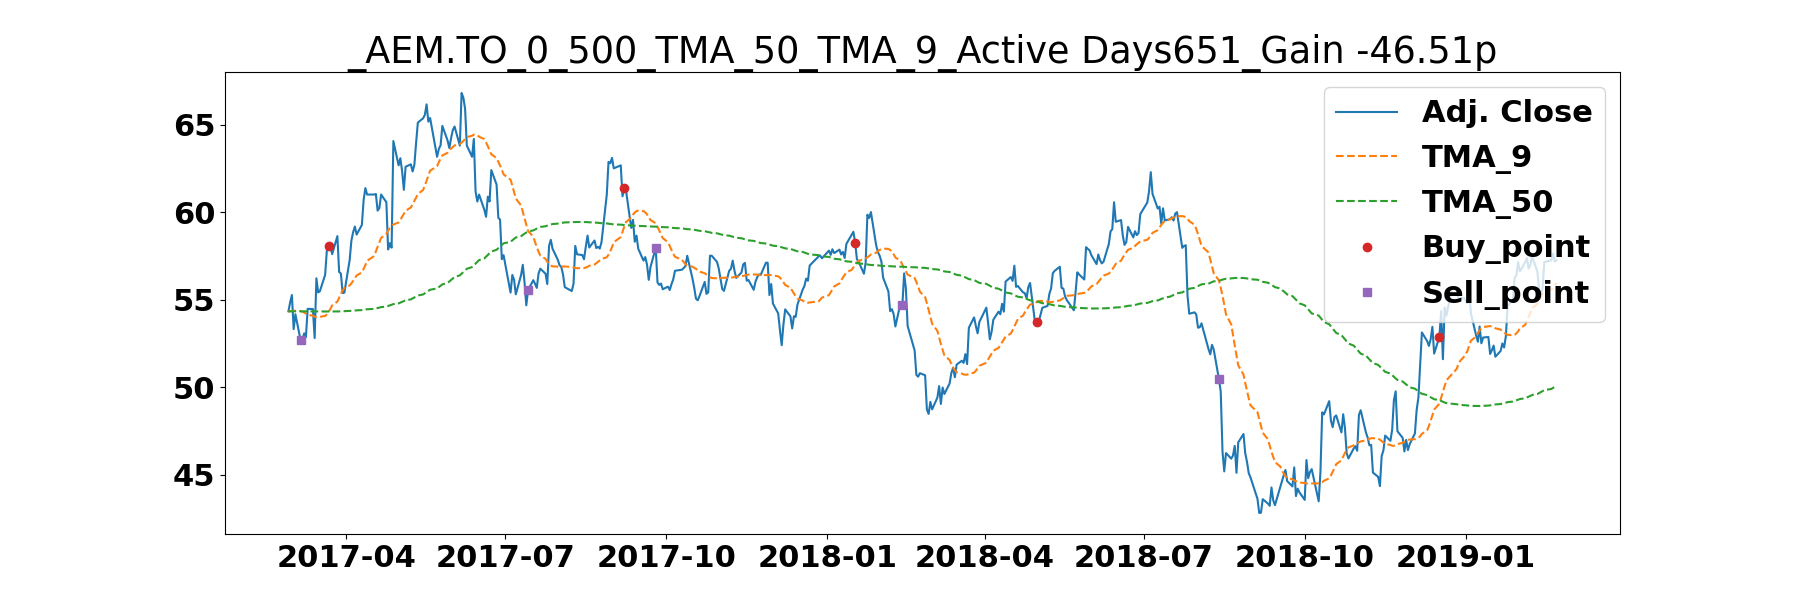 _AEM.TO_0_500_TMA_50_TMA_9_Active Days651_Gain -46.51p
65
60
55
50
45
Adj. Close
TMA_9
TMA_50
Buy_point
Sell_point
2017-04 2017-07 2017-10 2018-01 2018-04 2018-07 2018-10 2019-01